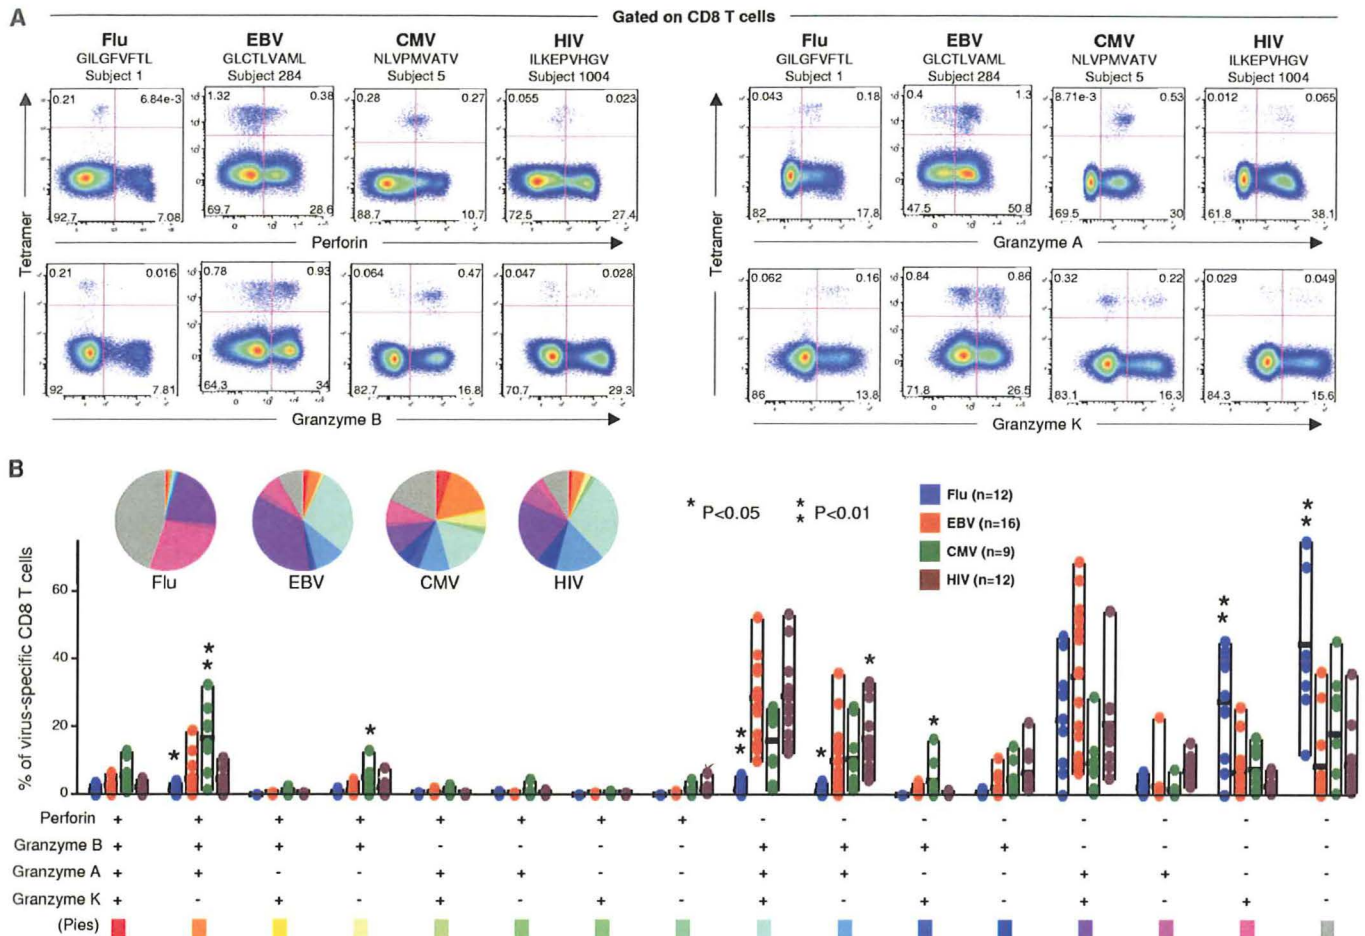 A
Gated on CD8 T cells
Flu EBV CMV HIV Flu EBV CMV HIV
GILGFVFTL GLCTLVAML NLVPMVATV ILKEPVHGV GILGFVFTL GLCTLVAML NLVPMVATV ILKEPVHGV
Subject 1 Subject 284 Subject 5 Subject 1004 Subject 1 Subject 284 Subject 5 Subject 1004
0.21 6.84e-3 1.32 0.38 0.28 0.27 0.055 0.023 0.043 0.18 0.4 1.3 8.71e-3 0.53 0.012 0.065
92.7 7.08 69.7 28.6 88.7 10.7 72.5 27.4 82 17.8 47.5 50.8 69.5 30 61.8 38.1
Tetramer Tetramer
Perforin Granzyme A
0.21 0.016 0.78 0.93 0.064 0.47 0.047 0.028 0.062 0.16 0.84 0.86 0.32 0.22 0.029 0.049
92 7.81 64.3 34 82.7 16.8 70.7 29.3 86 13.8 71.8 26.5 83.1 16.3 84.3 15.6
Granzyme B Granzyme K
B
* P<0.05 * * P<0.01
Flu (n=12)
EBV (n=16)
CMV (n=9)
HIV (n=12)
Flu EBV CMV HIV
% of virus-specific CD8 T cells
60
40
20
0
Perforin + + + + + + + + - - - - - - - -
Granzyme B + + + + - - - - + + + + - - - -
Granzyme A + + - - + + - - + + - - + + - -
Granzyme K + - + - + - + - + - + - + - + -
(Pies)